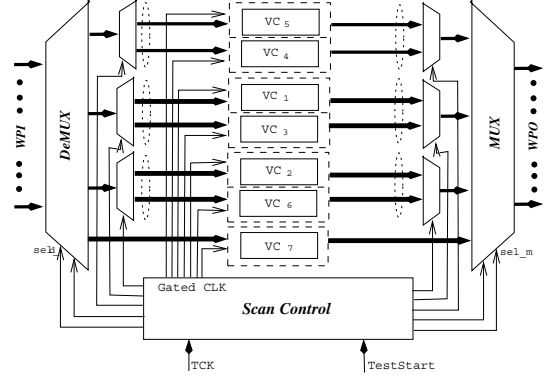 VC 5
VC 4
VC 1
VC 3
VC 2
VC 6
VC 7
WPI
DeMUX
MUX
WPO
sel_m
Gated CLK
Scan Control
TCK
TestStart